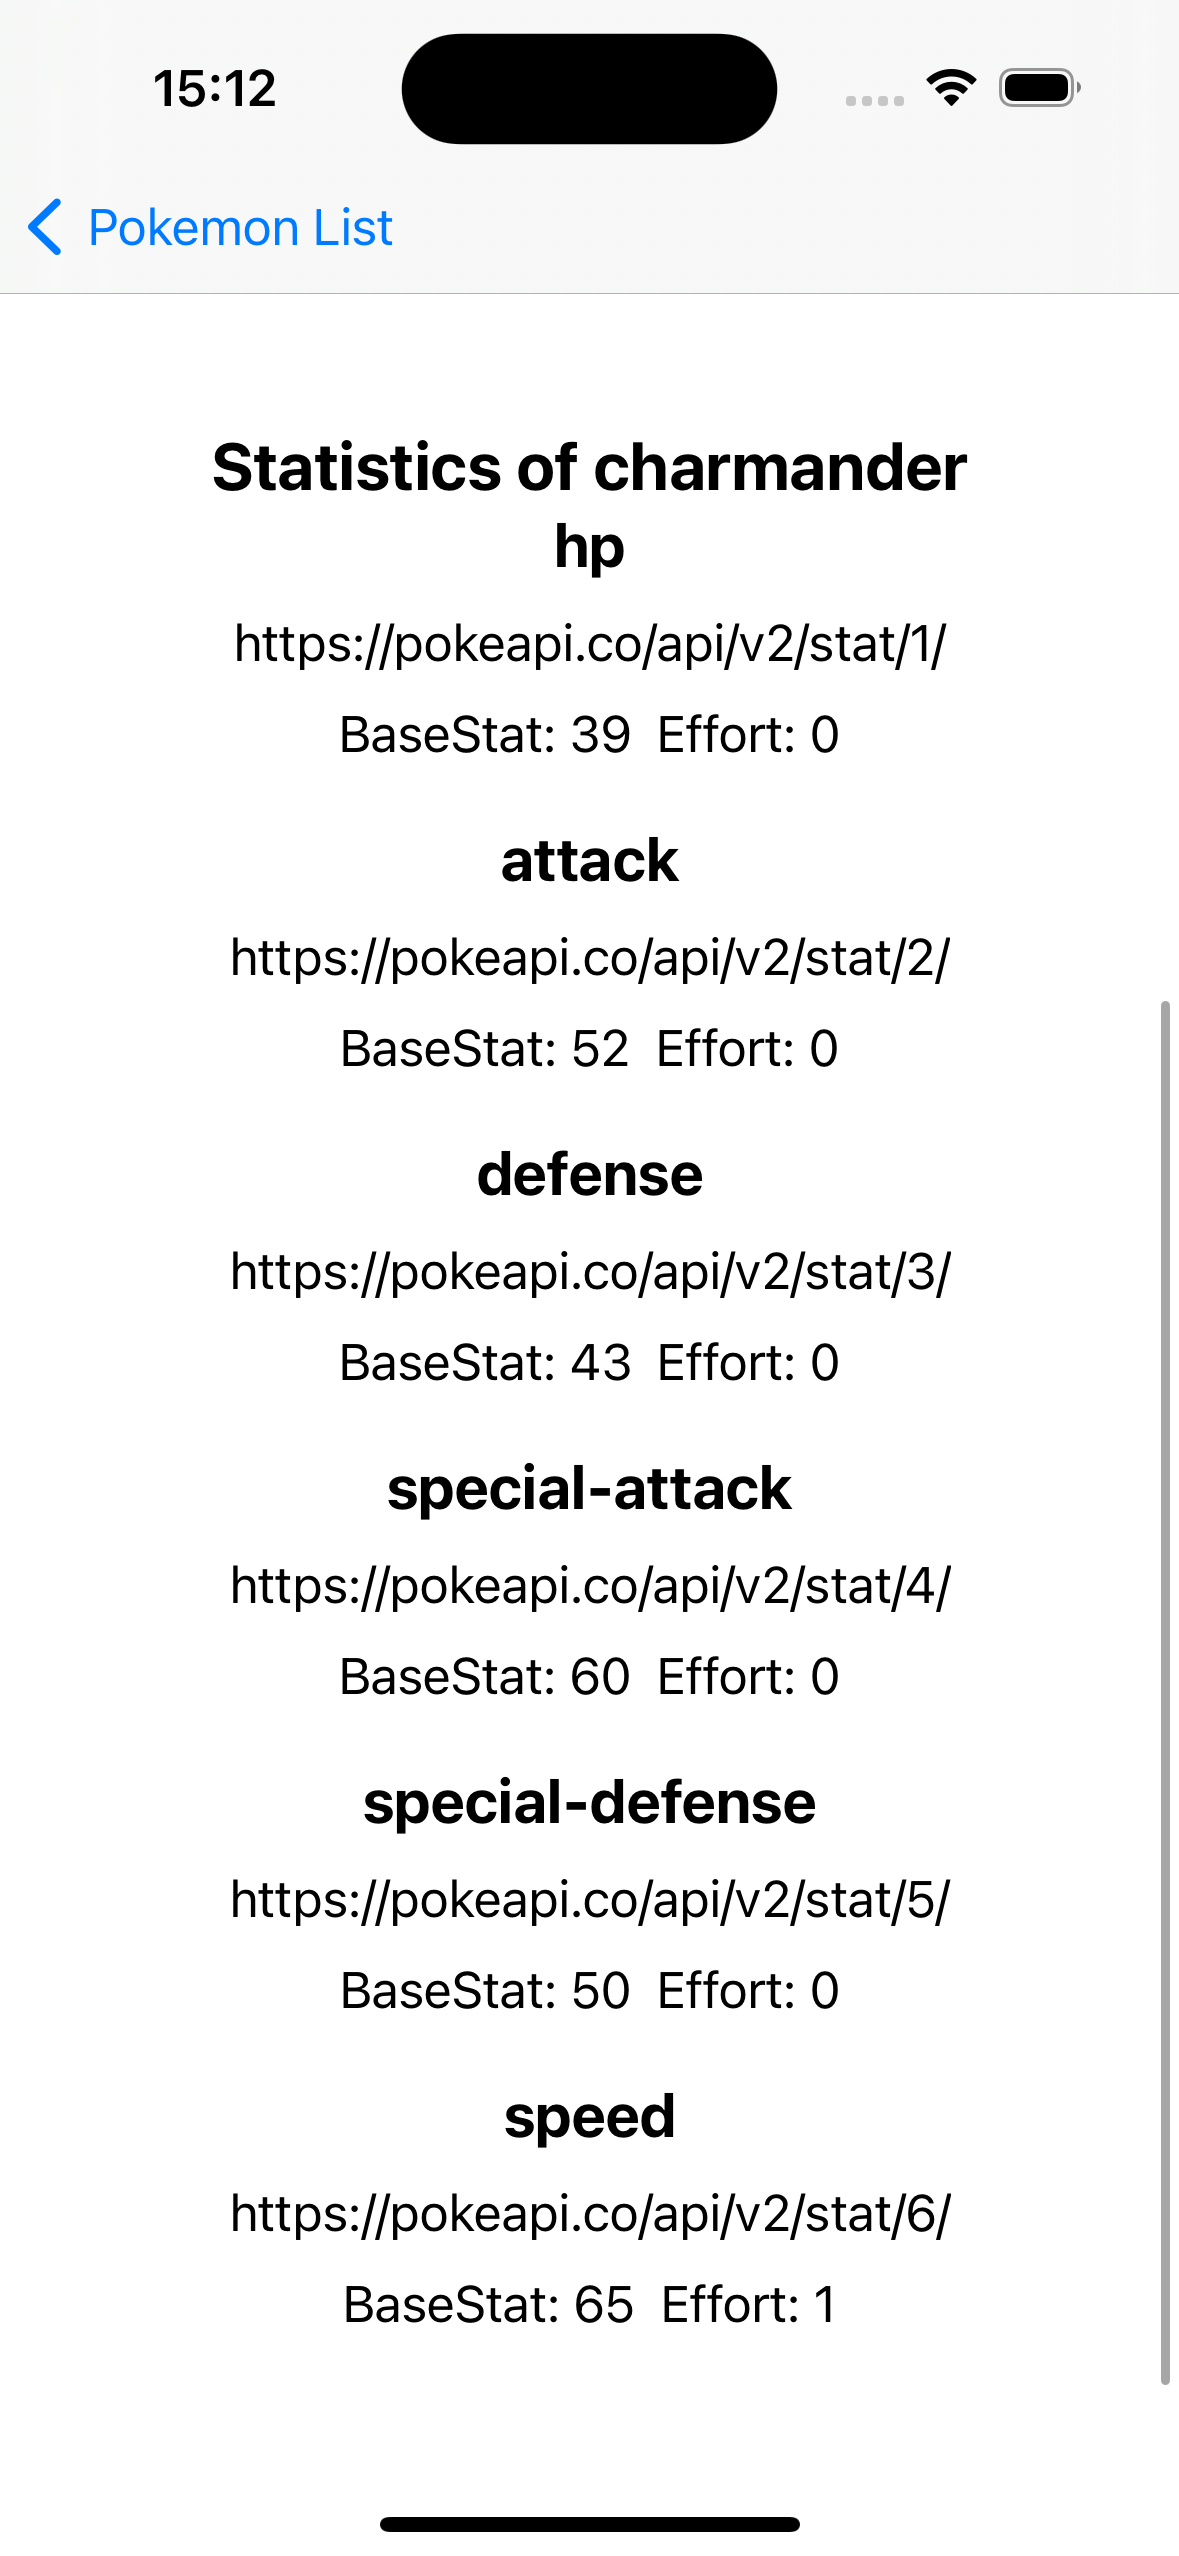 15:12
Pokemon List
Statistics of charmander
hp
https://pokeapi.co/api/v2/stat/1/
BaseStat: 39  Effort: 0
attack
https://pokeapi.co/api/v2/stat/2/
BaseStat: 52  Effort: 0
defense
https://pokeapi.co/api/v2/stat/3/
BaseStat: 43  Effort: 0
special-attack
https://pokeapi.co/api/v2/stat/4/
BaseStat: 60  Effort: 0
special-defense
https://pokeapi.co/api/v2/stat/5/
BaseStat: 50  Effort: 0
speed
https://pokeapi.co/api/v2/stat/6/
BaseStat: 65  Effort: 1